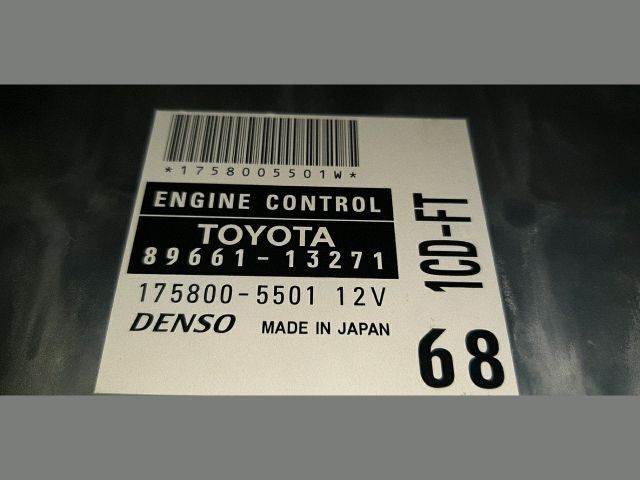 *1758005501W*
ENGINE CONTROL
TOYOTA
89661-13271
175800-5501 12V
DENSO MADE IN JAPAN
1CD-FT
68